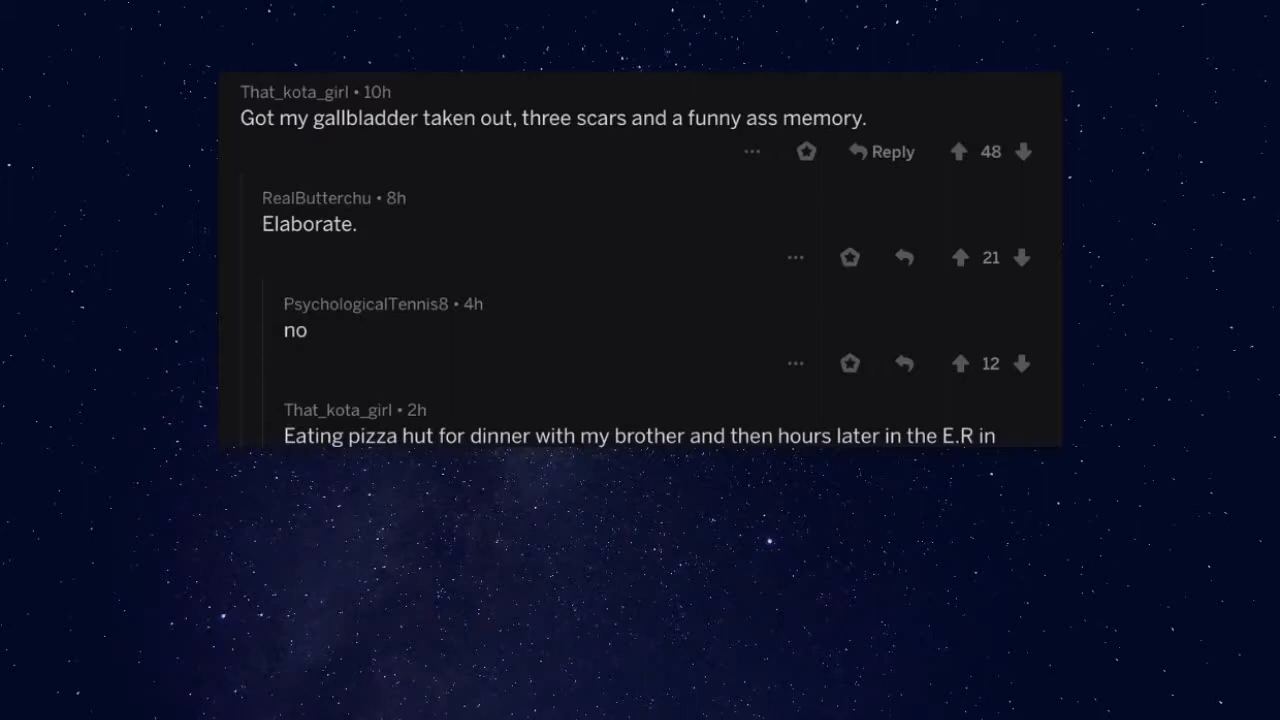 That_kota_girl • 10h
Got my gallbladder taken out, three scars and a funny ass memory.
Reply 48
RealButterchu • 8h
Elaborate.
21
PsychologicalTennis8 • 4h
no
12
That_kota_girl • 2h
Eating pizza hut for dinner with my brother and then hours later in the E.R in